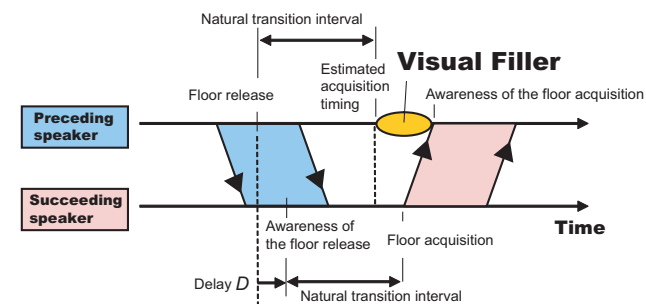 Natural transition interval
Visual Filler
Estimated
acquisition
timing
Floor release
Awareness of the floor acquisition
Preceding
speaker
Succeeding
speaker
Time
Awareness of
the floor release
Floor acquisition
Delay D
Natural transition interval